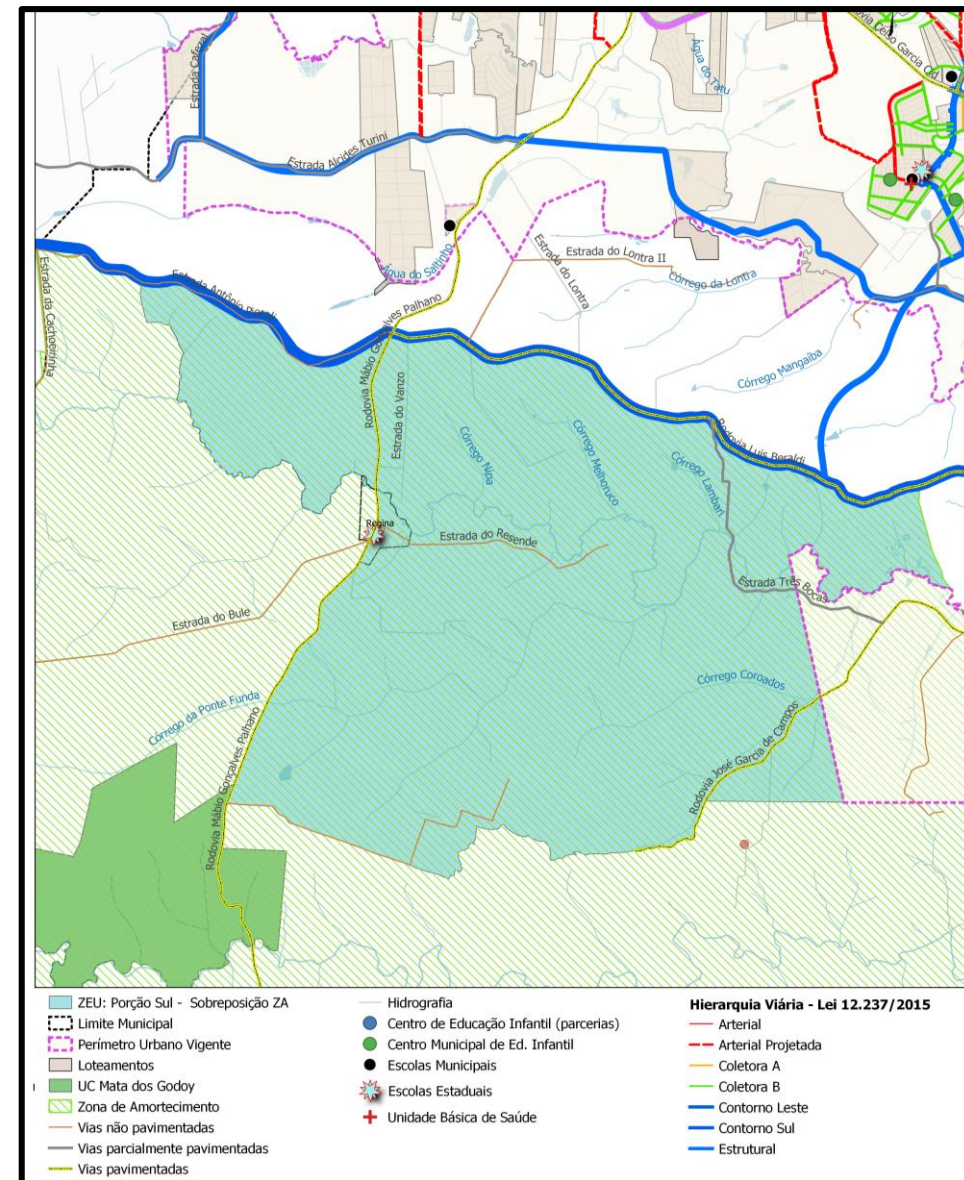 Estrada Cafezal
Água do Tatu
Rodovia Celso Garcia Cid
Estrada Alcides Turini
Estrada da Cachoeirinha
Água do Saltinho
Estrada do Lontra II
Estrada do Lontra
Córrego da Lontra
Rodovia Mábio Gonçalves Palhano
Estrada do Vanzo
Córrego Mangaíba
Rodovia Luis Beraldi
Córrego Nipa
Córrego Melhoruco
Córrego Lambari
Regina
Estrada do Resende
Estrada Três Bocas
Estrada do Bule
Córrego Coroados
Córrego da Ponte Funda
Rodovia José Garcia de Campos
Rodovia Mábio Gonçalves Palhano
ZEU: Porção Sul - Sobreposição ZA
Limite Municipal
Perímetro Urbano Vigente
Loteamentos
UC Mata dos Godoy
Zona de Amortecimento
Vias não pavimentadas
Vias parcialmente pavimentadas
Vias pavimentadas
Hidrografia
Centro de Educação Infantil (parcerias)
Centro Municipal de Ed. Infantil
Escolas Municipais
Escolas Estaduais
Unidade Básica de Saúde
Hierarquia Viária - Lei 12.237/2015
Arterial
Arterial Projetada
Coletora A
Coletora B
Contorno Leste
Contorno Sul
Estrutural